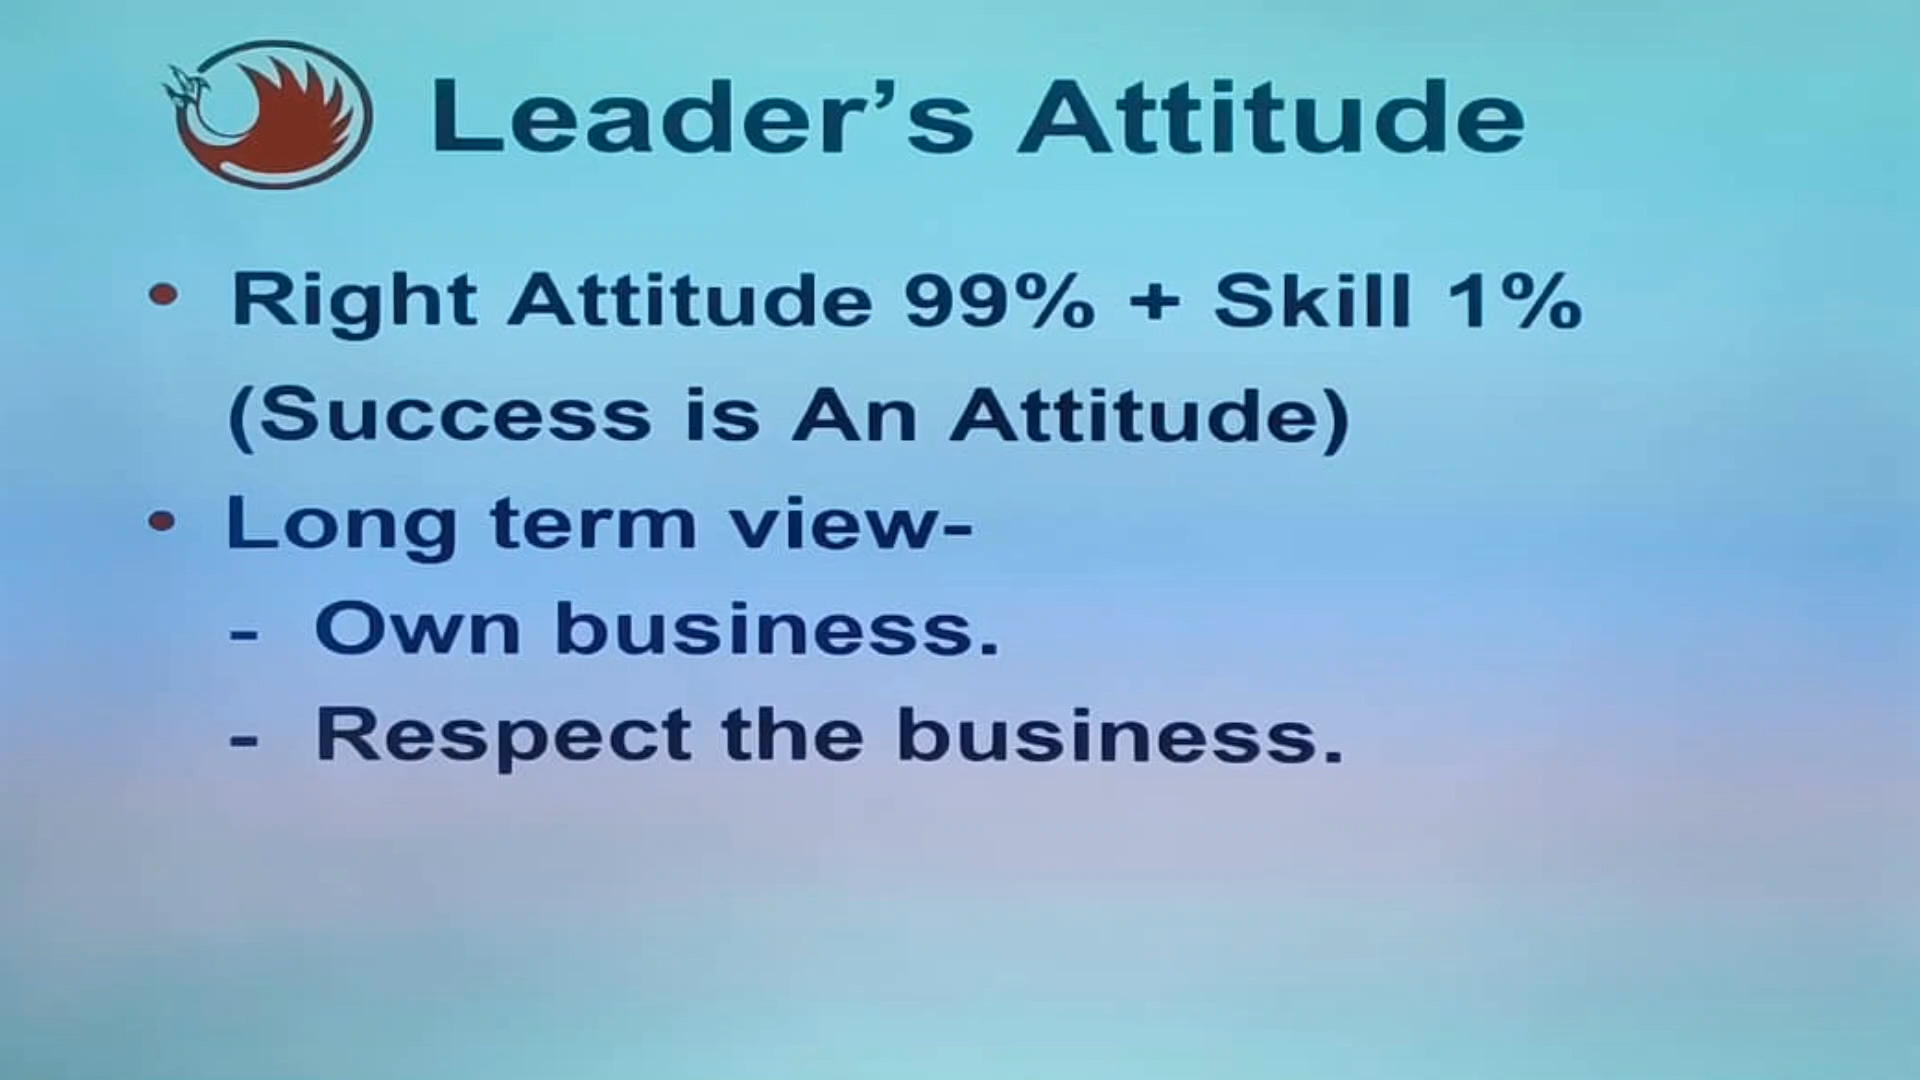 Leader’s Attitude
• Right Attitude 99% + Skill 1%
(Success is An Attitude)
• Long term view-
- Own business.
- Respect the business.